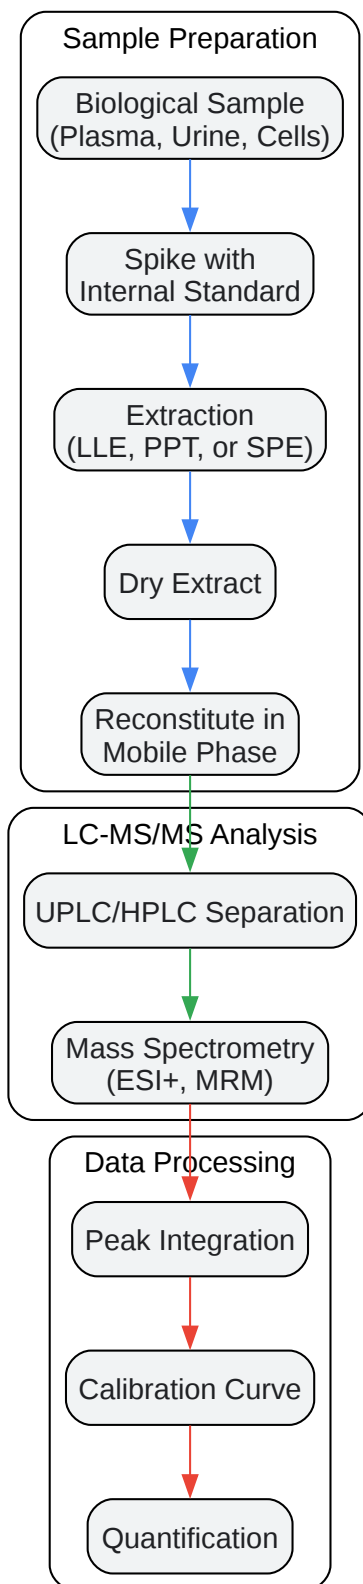 Sample Preparation
Biological Sample
(Plasma, Urine, Cells)
Spike with
Internal Standard
Extraction
(LLE, PPT, or SPE)
Dry Extract
Reconstitute in
Mobile Phase
LC-MS/MS Analysis
UPLC/HPLC Separation
Mass Spectrometry
(ESI+, MRM)
Data Processing
Peak Integration
Calibration Curve
Quantification